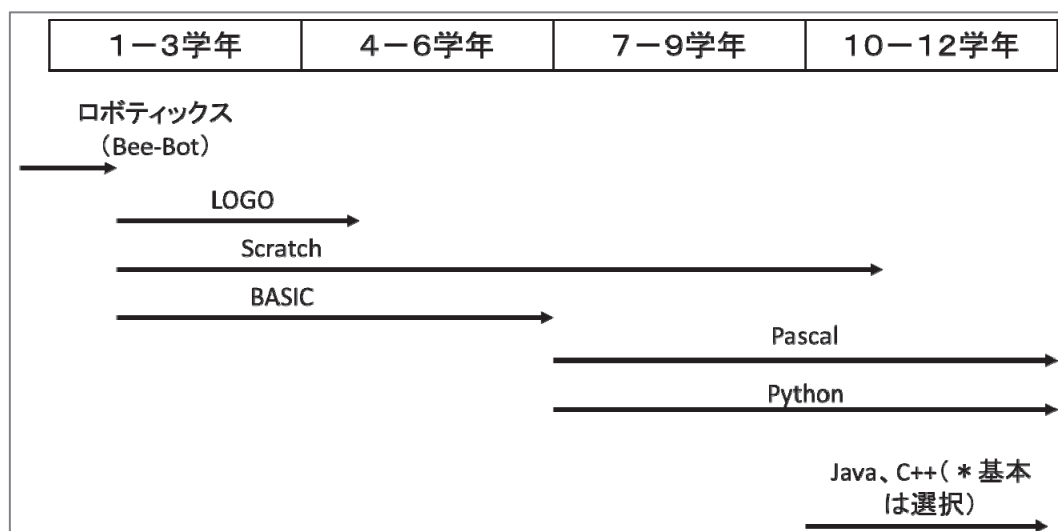 1－3学年 4－6学年 7－9学年 10－12学年
ロボティックス
（Bee-Bot）
LOGO
Scratch
BASIC
Pascal
Python
Java、C++（＊基本
は選択）